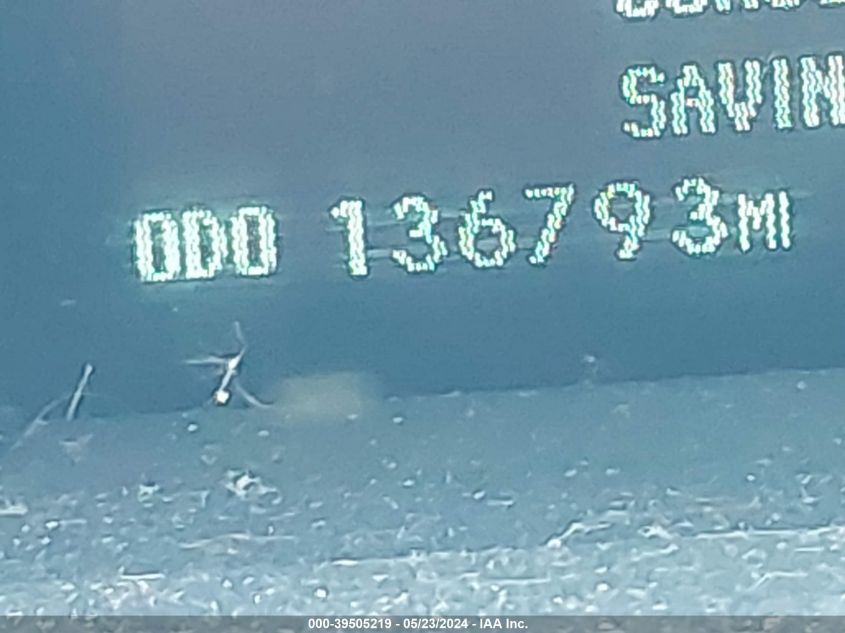 SAVIN
ODO 136793MI
000-39505219 - 05/23/2024 - IAA Inc.